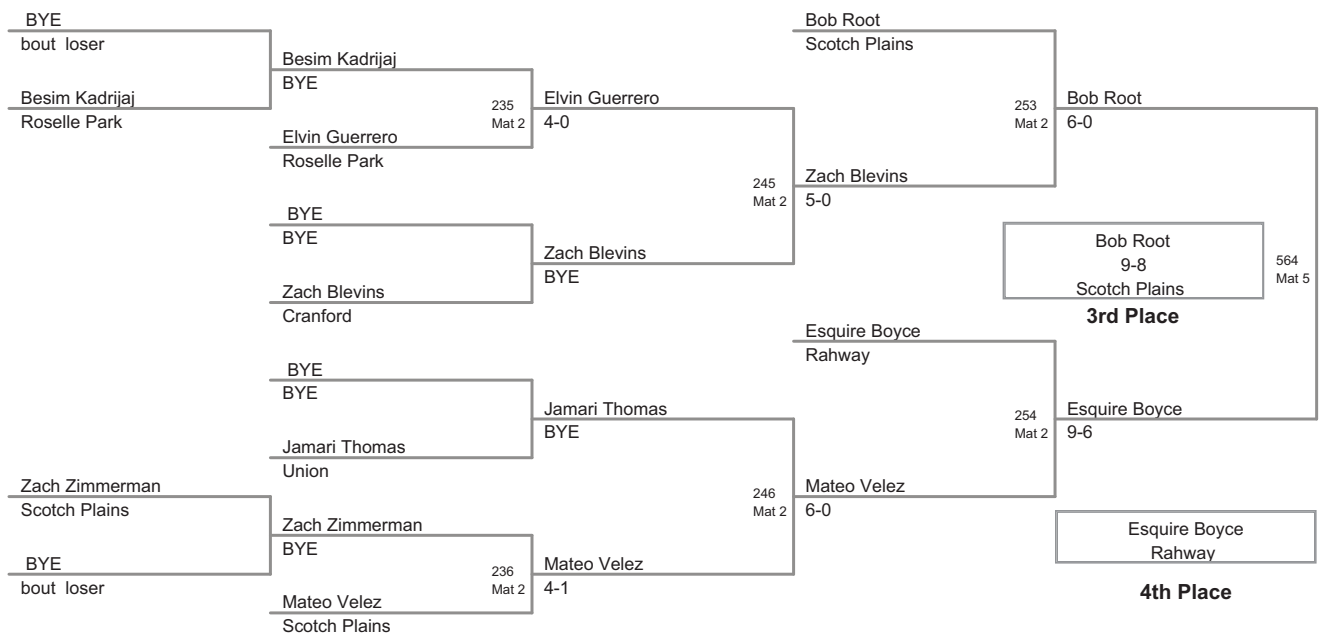 BYE
bout loser
Besim Kadrijaj
Roselle Park
Besim Kadrijaj
BYE
235
Mat 2
Elvin Guerrero
Roselle Park
Elvin Guerrero
4-0
BYE
BYE
Zach Blevins
Cranford
Zach Blevins
BYE
245
Mat 2
Zach Blevins
5-0
Bob Root
Scotch Plains
253
Mat 2
Bob Root
6-0
Bob Root
9-8
Scotch Plains
3rd Place
564
Mat 5
BYE
BYE
Jamari Thomas
Union
Jamari Thomas
BYE
Zach Zimmerman
Scotch Plains
BYE
bout loser
Zach Zimmerman
BYE
236
Mat 2
Mateo Velez
Scotch Plains
Mateo Velez
4-1
246
Mat 2
Mateo Velez
6-0
Esquire Boyce
Rahway
254
Mat 2
Esquire Boyce
9-6
Esquire Boyce
Rahway
4th Place